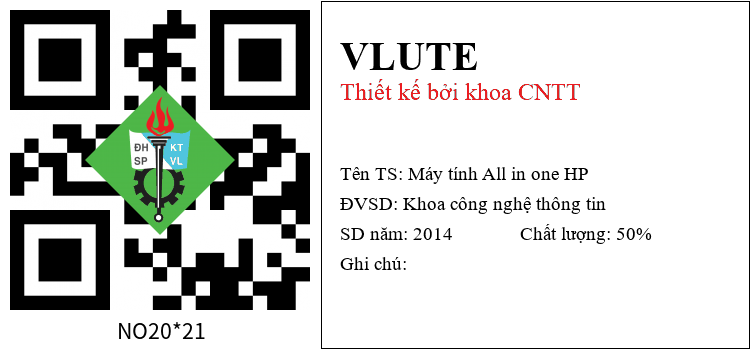 ĐH KT
SP VL
NO20*21
VLUTE
Thiết kế bởi khoa CNTT
Tên TS: Máy tính All in one HP
ĐVSD: Khoa công nghệ thông tin
SD năm: 2014 Chất lượng: 50%
Ghi chú: